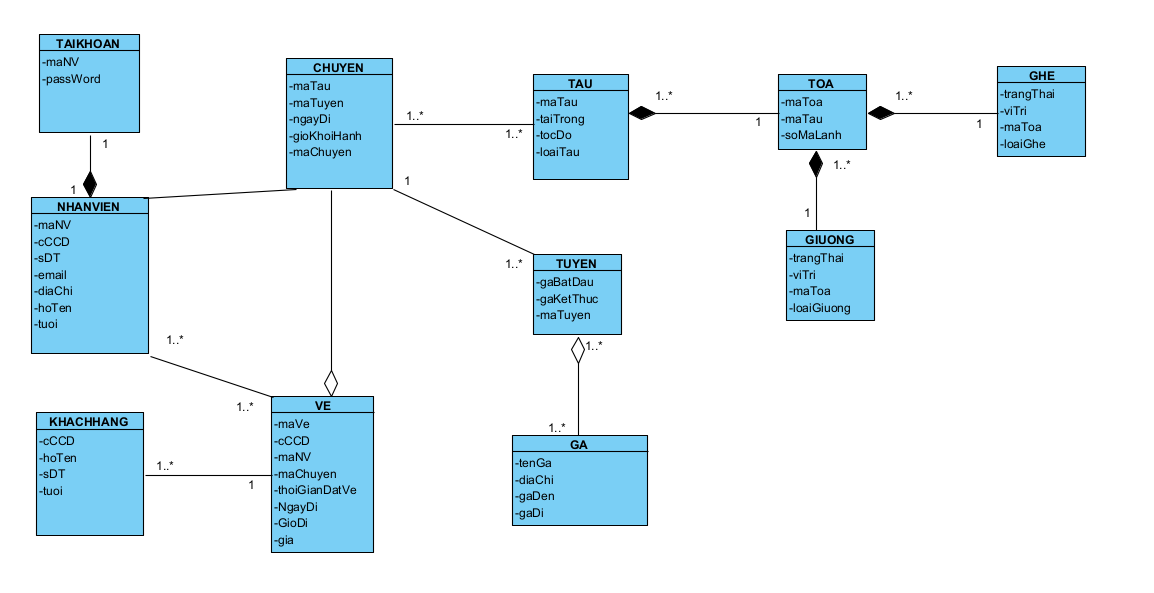 TAIKHOAN
-maNV
-passWord
1
1
NHANVIEN
-maNV
-cCCD
-sDT
-email
-diaChi
-hoTen
-tuoi
1..*
1..*
KHACHHANG
-cCCD
-hoTen
-sDT
-tuoi
1..*
1
CHUYEN
-maTau
-maTuyen
-ngayDi
-gioKhoiHanh
-maChuyen
1..*
1..*
1
1..*
VE
-maVe
-cCCD
-maNV
-maChuyen
-thoiGianDatVe
-NgayDi
-GioDi
-gia
TAU
-maTau
-taiTrong
-tocDo
-loaiTau
1..*
1
TUYEN
-gaBatDau
-gaKetThuc
-maTuyen
1..*
1..*
GA
-tenGa
-diaChi
-gaDen
-gaDi
TOA
-maToa
-maTau
-soMaLanh
1..*
1
1..*
1
GIUONG
-trangThai
-viTri
-maToa
-loaiGiuong
GHE
-trangThai
-viTri
-maToa
-loaiGhe